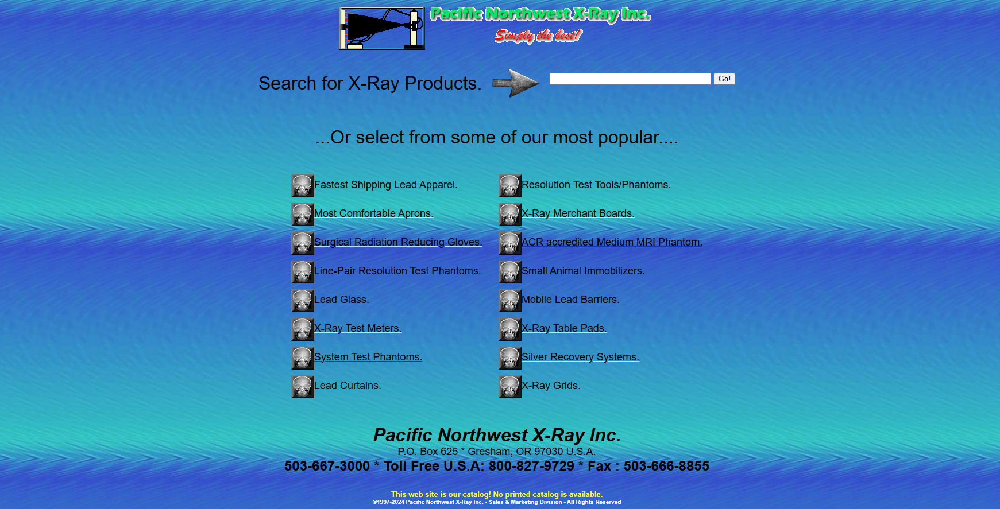 Pacific Northwest X-Ray Inc.
Simply the best!
Search for X-Ray Products.
Go!
...Or select from some of our most popular....
Fastest Shipping Lead Apparel.
Resolution Test Tools/Phantoms.
Most Comfortable Aprons.
X-Ray Merchant Boards.
Surgical Radiation Reducing Gloves.
ACR accredited Medium MRI Phantom.
Line-Pair Resolution Test Phantoms.
Small Animal Immobilizers.
Lead Glass.
Mobile Lead Barriers.
X-Ray Test Meters.
X-Ray Table Pads.
System Test Phantoms.
Silver Recovery Systems.
Lead Curtains.
X-Ray Grids.
Pacific Northwest X-Ray Inc.
P.O. Box 625 * Gresham, OR 97030 U.S.A.
503-667-3000 * Toll Free U.S.A: 800-827-9729 * Fax : 503-666-8855
This web site is our catalog! No printed catalog is available.
©1997-2024 Pacific Northwest X-Ray Inc. - Sales & Marketing Division - All Rights Reserved